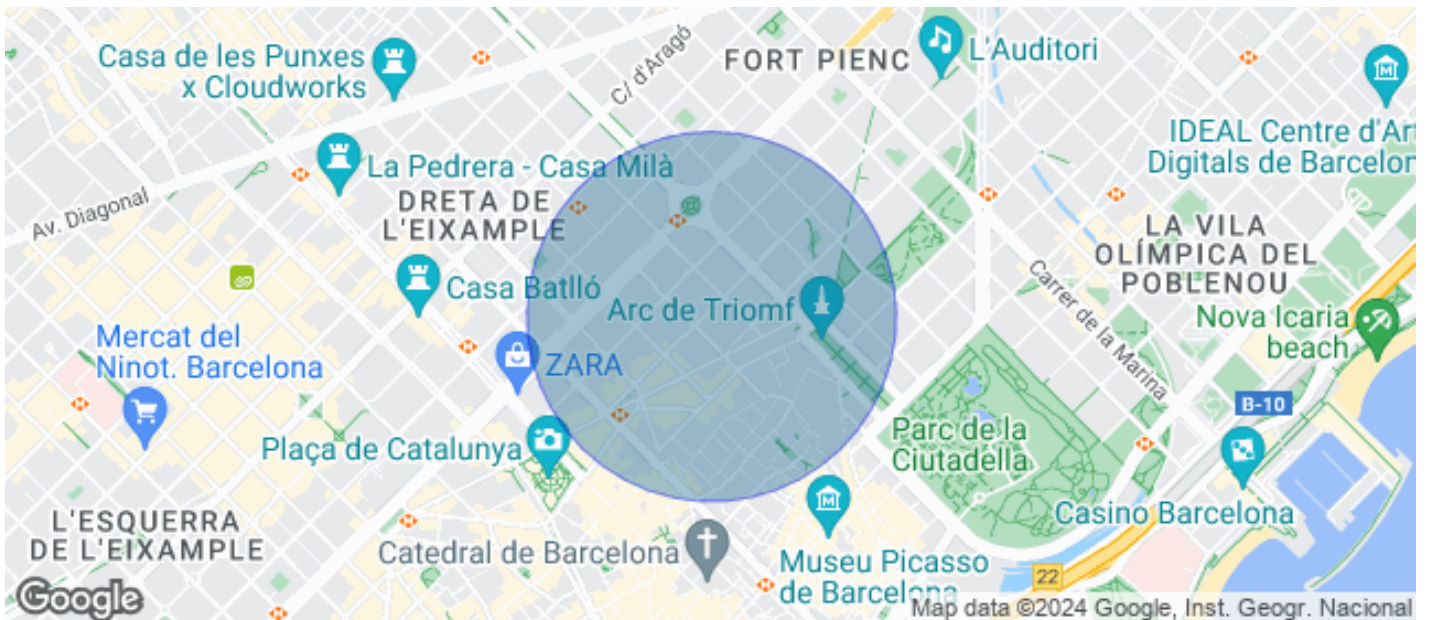 Casa de les Punxes
x Cloudworks
C/ d'Aragó
FORT PIENC
L'Auditori
IDEAL Centre d'Art
Digitals de Barcelon
La Pedrera - Casa Milà
Av. Diagonal
DRETA DE
L'EIXAMPLE
LA VILA
OLÍMPICA DEL
POBLENOU
Casa Batlló
Arc de Triomf
Carrer de la Marina
Nova Icaria
beach
Mercat del
Ninot. Barcelona
ZARA
B-10
Plaça de Catalunya
Parc de la
Ciutadella
L'ESQUERRA
DE L'EIXAMPLE
Casino Barcelona
Catedral de Barcelona
Museu Picasso
de Barcelona
22
Google
Map data ©2024 Google, Inst. Geogr. Nacional